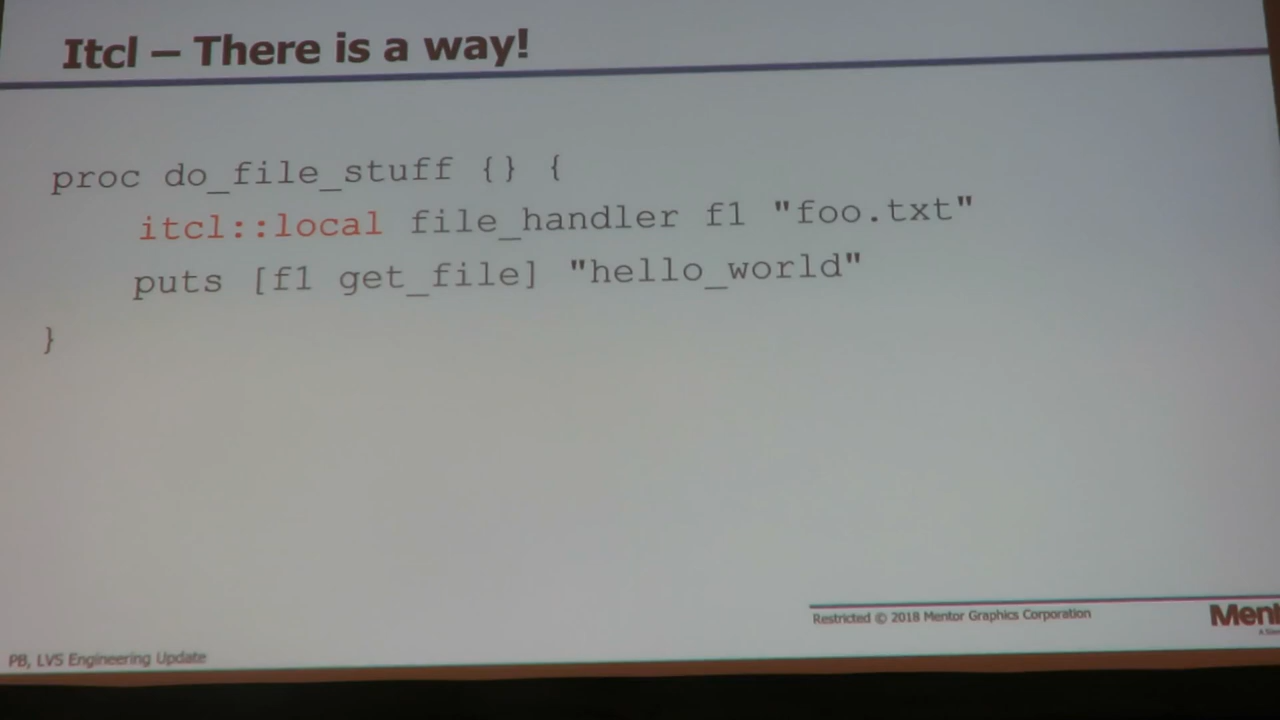 Itcl – There is a way!
proc do_file_stuff {} {
itcl::local file_handler f1 "foo.txt"
puts [f1 get_file] "hello_world"
}
Restricted © 2018 Mentor Graphics Corporation
PB, LVS Engineering Update